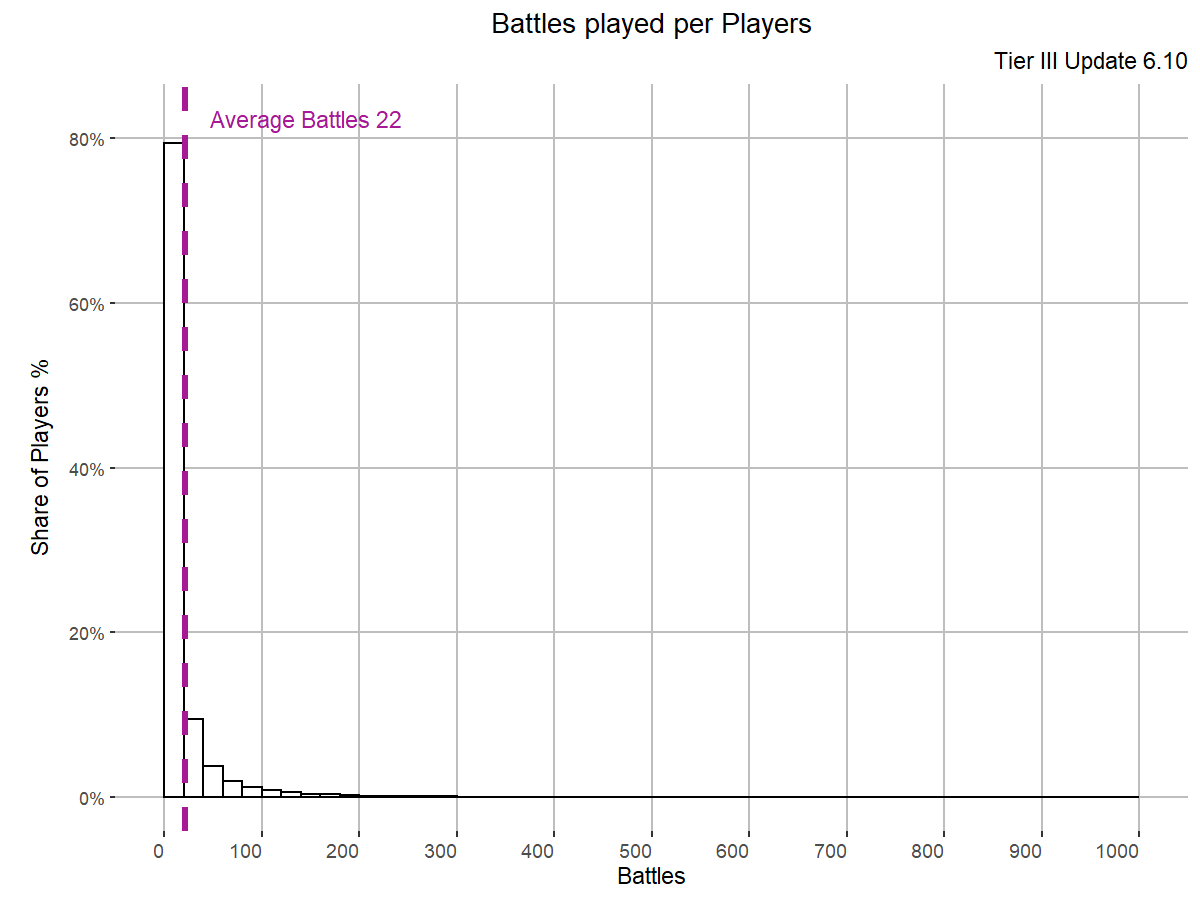 Battles played per Players
Tier III Update 6.10
Average Battles 22
80%
60%
40%
20%
0%
Share of Players %
0 100 200 300 400 500 600 700 800 900 1000
Battles